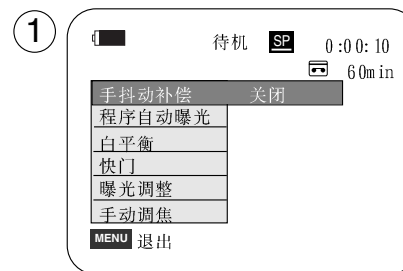 ①
待机 SP 0:00:10
60min
手抖动补偿 关闭
程序自动曝光
白平衡
快门
曝光调整
手动调焦
MENU 退出